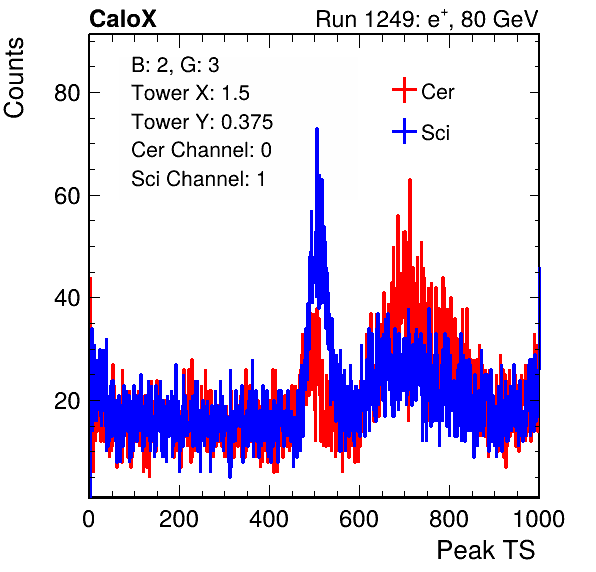 CaloX
Run 1249: e+, 80 GeV
Counts
B: 2, G: 3
Tower X: 1.5
Tower Y: 0.375
Cer Channel: 0
Sci Channel: 1
Cer
Sci
80
60
40
20
0 200 400 600 800 1000
Peak TS